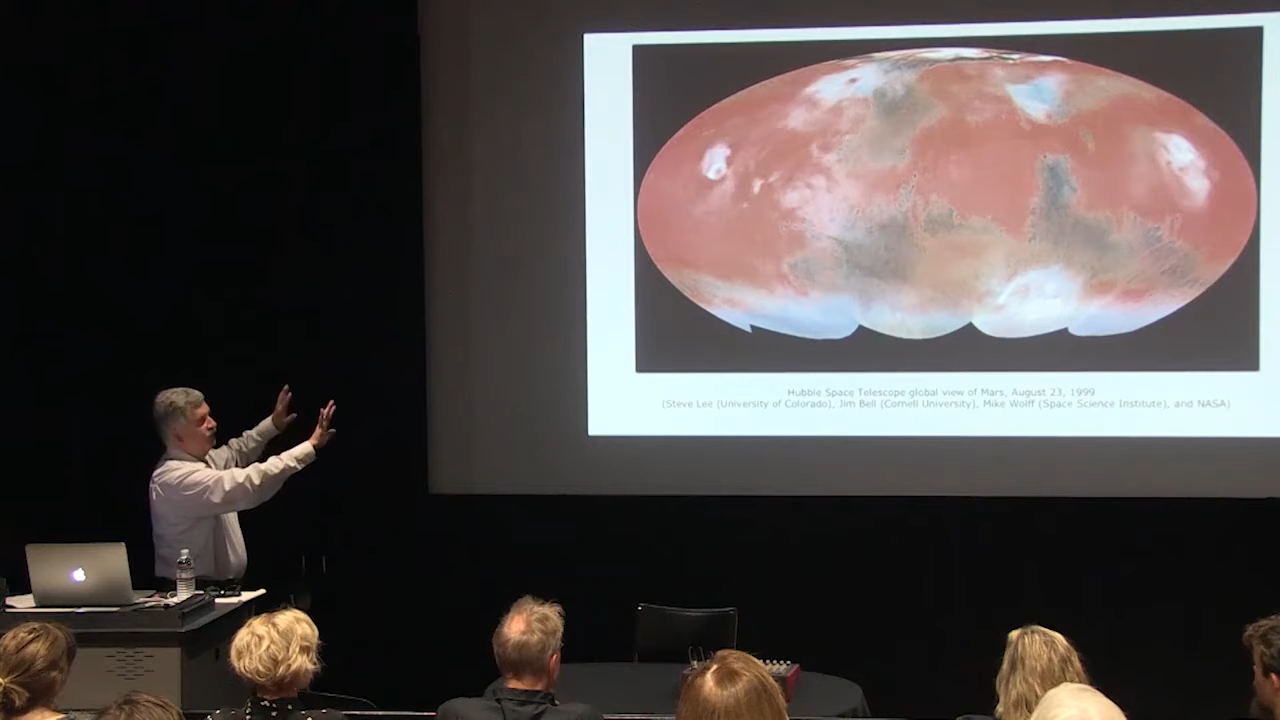 Hubble Space Telescope global view of Mars, August 23, 1999
(Steve Lee (University of Colorado), Jim Bell (Cornell University), Mike Wolff (Space Science Institute), and NASA)